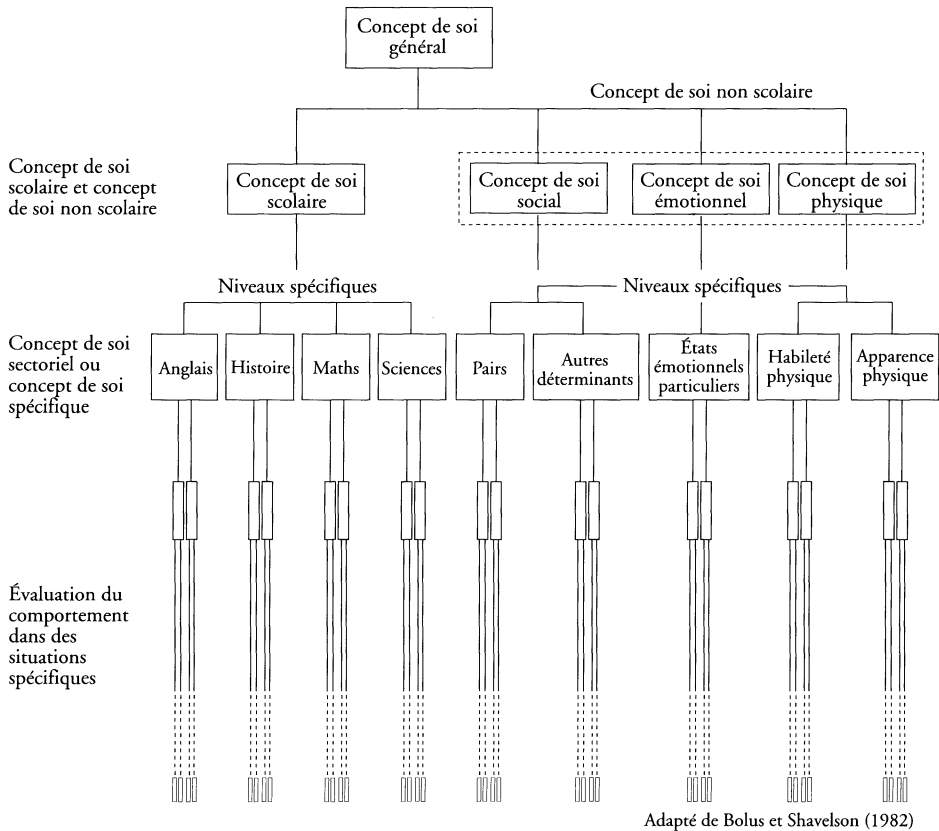 Concept de soi
général
Concept de soi non scolaire
Concept de soi
scolaire et concept
de soi non scolaire
Concept de soi
scolaire
Concept de soi
social
Concept de soi
émotionnel
Concept de soi
physique
Niveaux spécifiques
Niveaux spécifiques
Concept de soi
sectoriel ou
concept de soi
spécifique
Anglais
Histoire
Maths
Sciences
Pairs
Autres
déterminants
États
émotionnels
particuliers
Habileté
physique
Apparence
physique
Évaluation du
comportement
dans des
situations
spécifiques
Adapté de Bolus et Shavelson (1982)